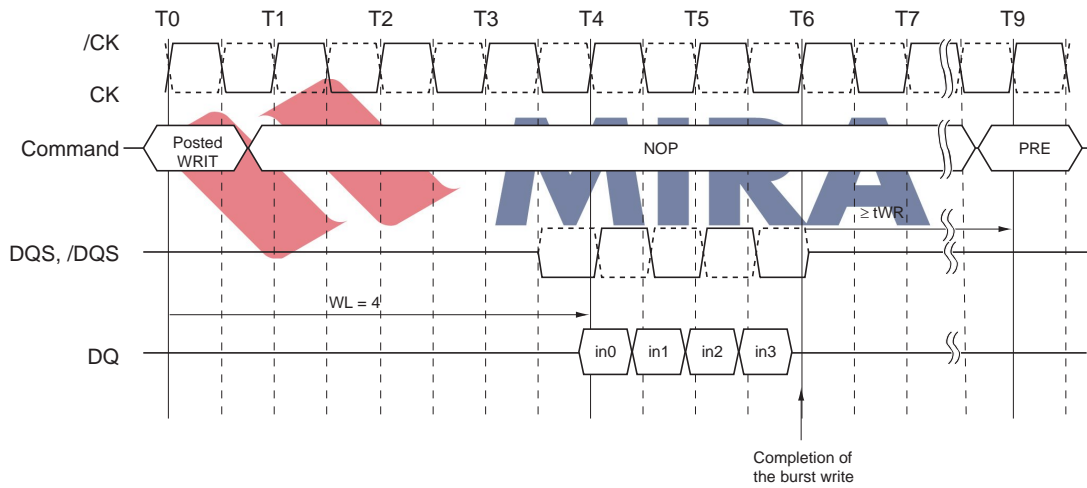 T0 T1 T2 T3 T4 T5 T6 T7 T9
/CK
CK
Command
Posted
WRIT
NOP
PRE
MIRA
≥ tWR
DQS, /DQS
WL = 4
DQ
in0 in1 in2 in3
Completion of
the burst write